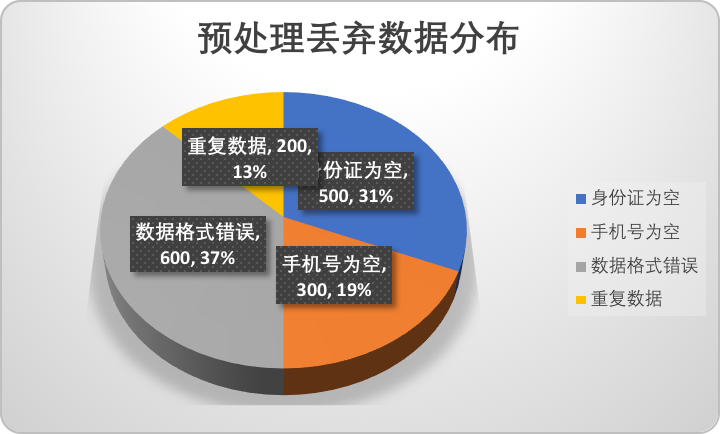 预处理丢弃数据分布
重复数据, 200,
13%
份证为空,
500, 31%
数据格式错误,
600, 37%
手机号为空,
300, 19%
身份证为空
手机号为空
数据格式错误
重复数据